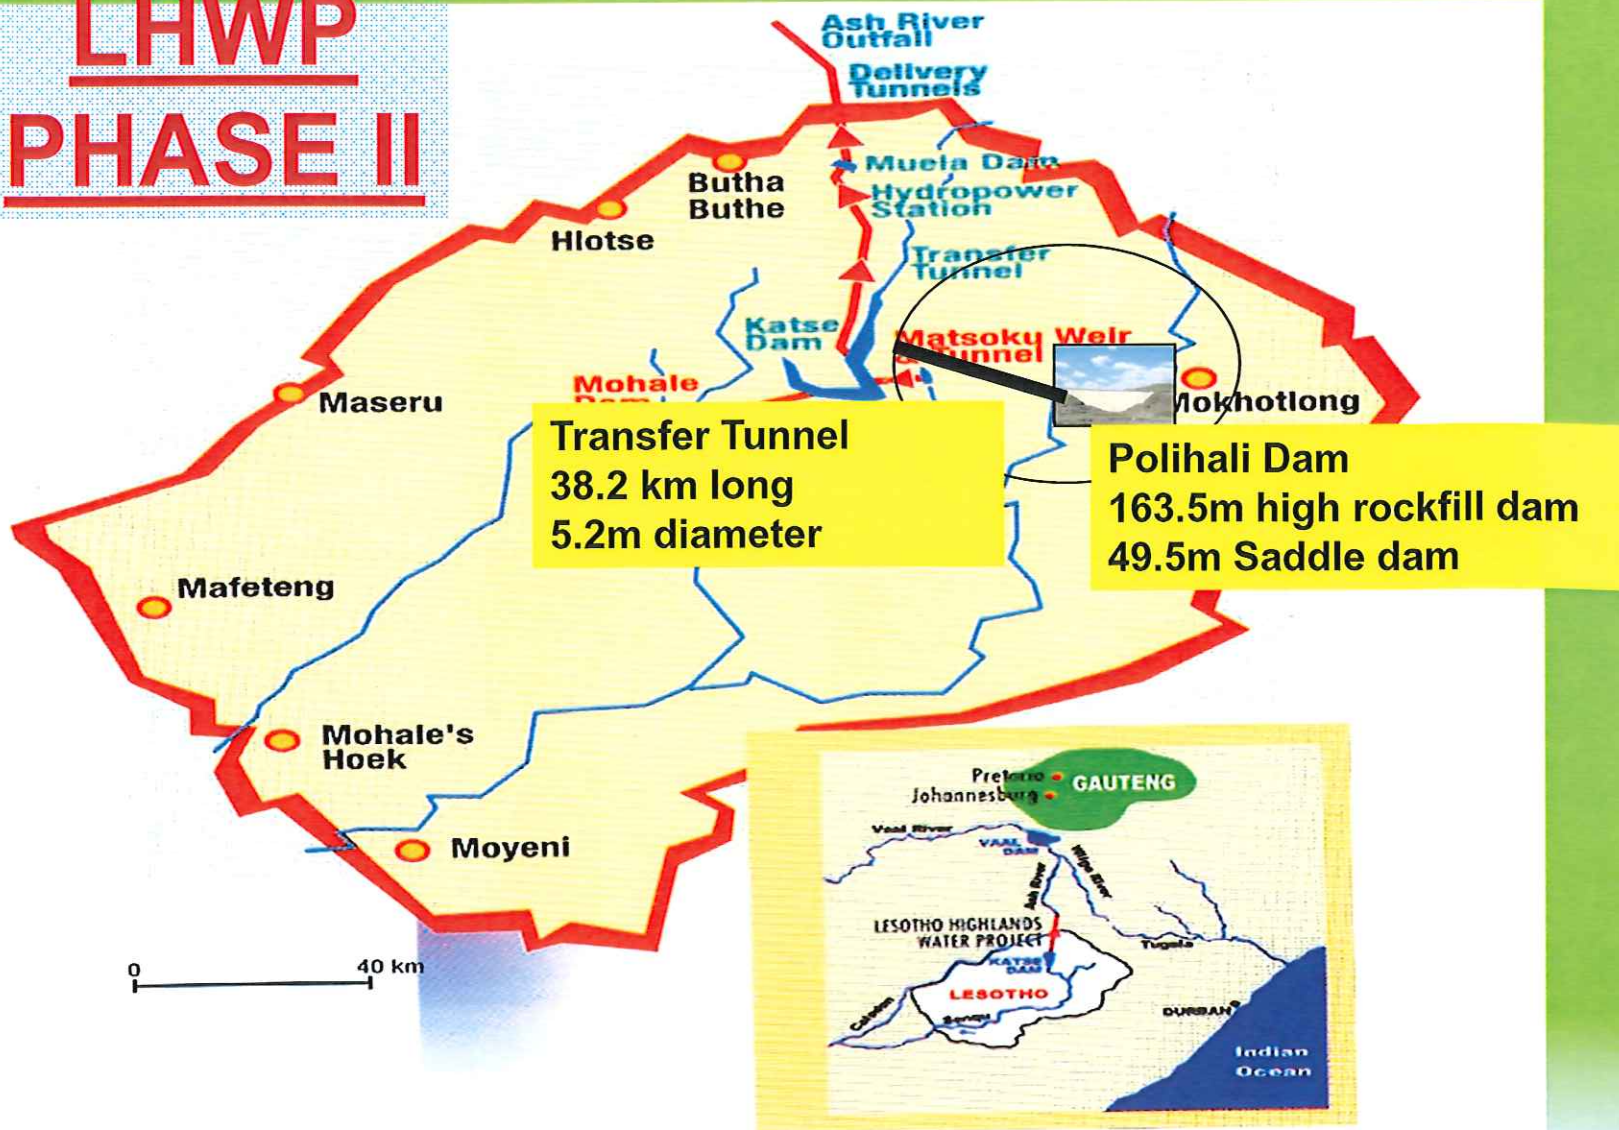 LHWP
PHASE II
Ash River
Outfall
Delivery
Tunnels
Muela Dam
Hydropower
Station
Transfer
Tunnel
Butha
Buthe
Hlotse
Katse
Dam
Matsoku Weir
& Tunnel
Mohale
Dam
Maseru
Mokhotlong
Transfer Tunnel
38.2 km long
5.2m diameter
Polihali Dam
163.5m high rockfill dam
49.5m Saddle dam
Mafeteng
Mohale's
Hoek
Moyeni
0 40 km
Pretoria
Johannesburg
GAUTENG
Vaal River
VAAL
DAM
Ash River
Wilge River
LESOTHO HIGHLANDS
WATER PROJECT
KATSE
DAM
Tugela
LESOTHO
Caledon
Senqu
DURBAN
Indian
Ocean